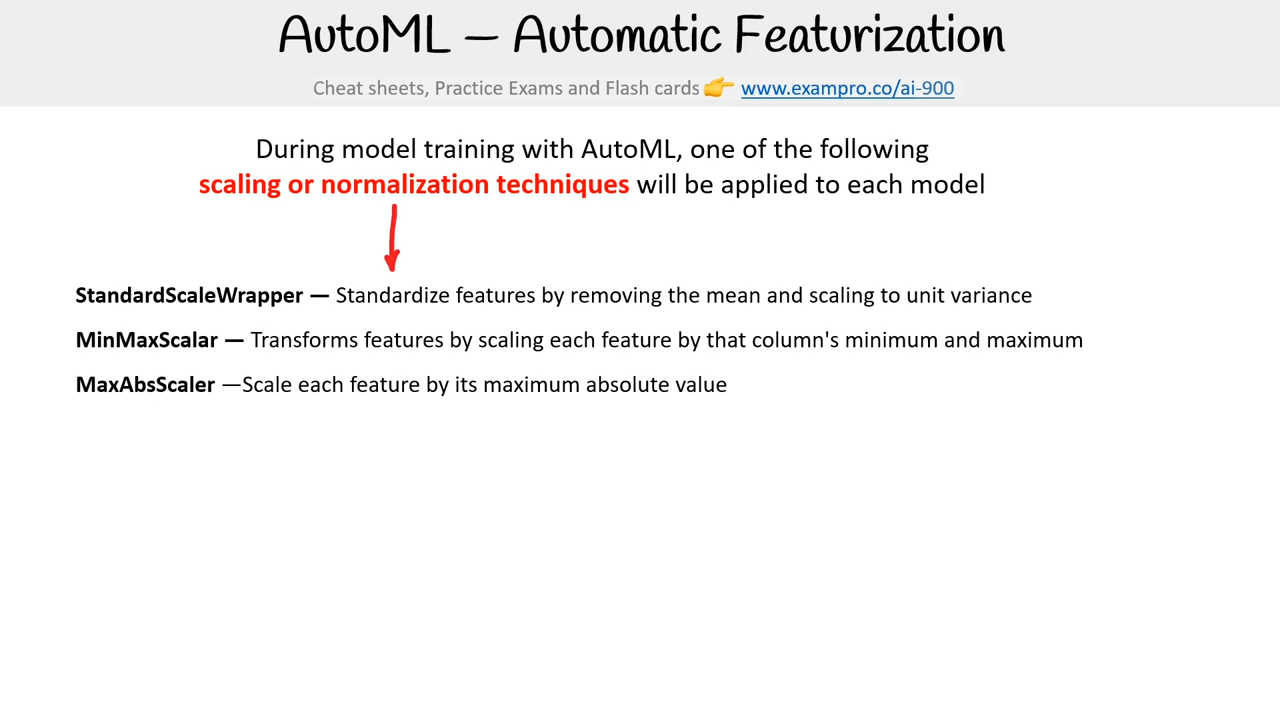 AutoML – Automatic Featurization
Cheat sheets, Practice Exams and Flash cards 👉 www.exampro.co/ai-900
During model training with AutoML, one of the following
scaling or normalization techniques will be applied to each model
StandardScaleWrapper — Standardize features by removing the mean and scaling to unit variance
MinMaxScalar — Transforms features by scaling each feature by that column's minimum and maximum
MaxAbsScaler —Scale each feature by its maximum absolute value